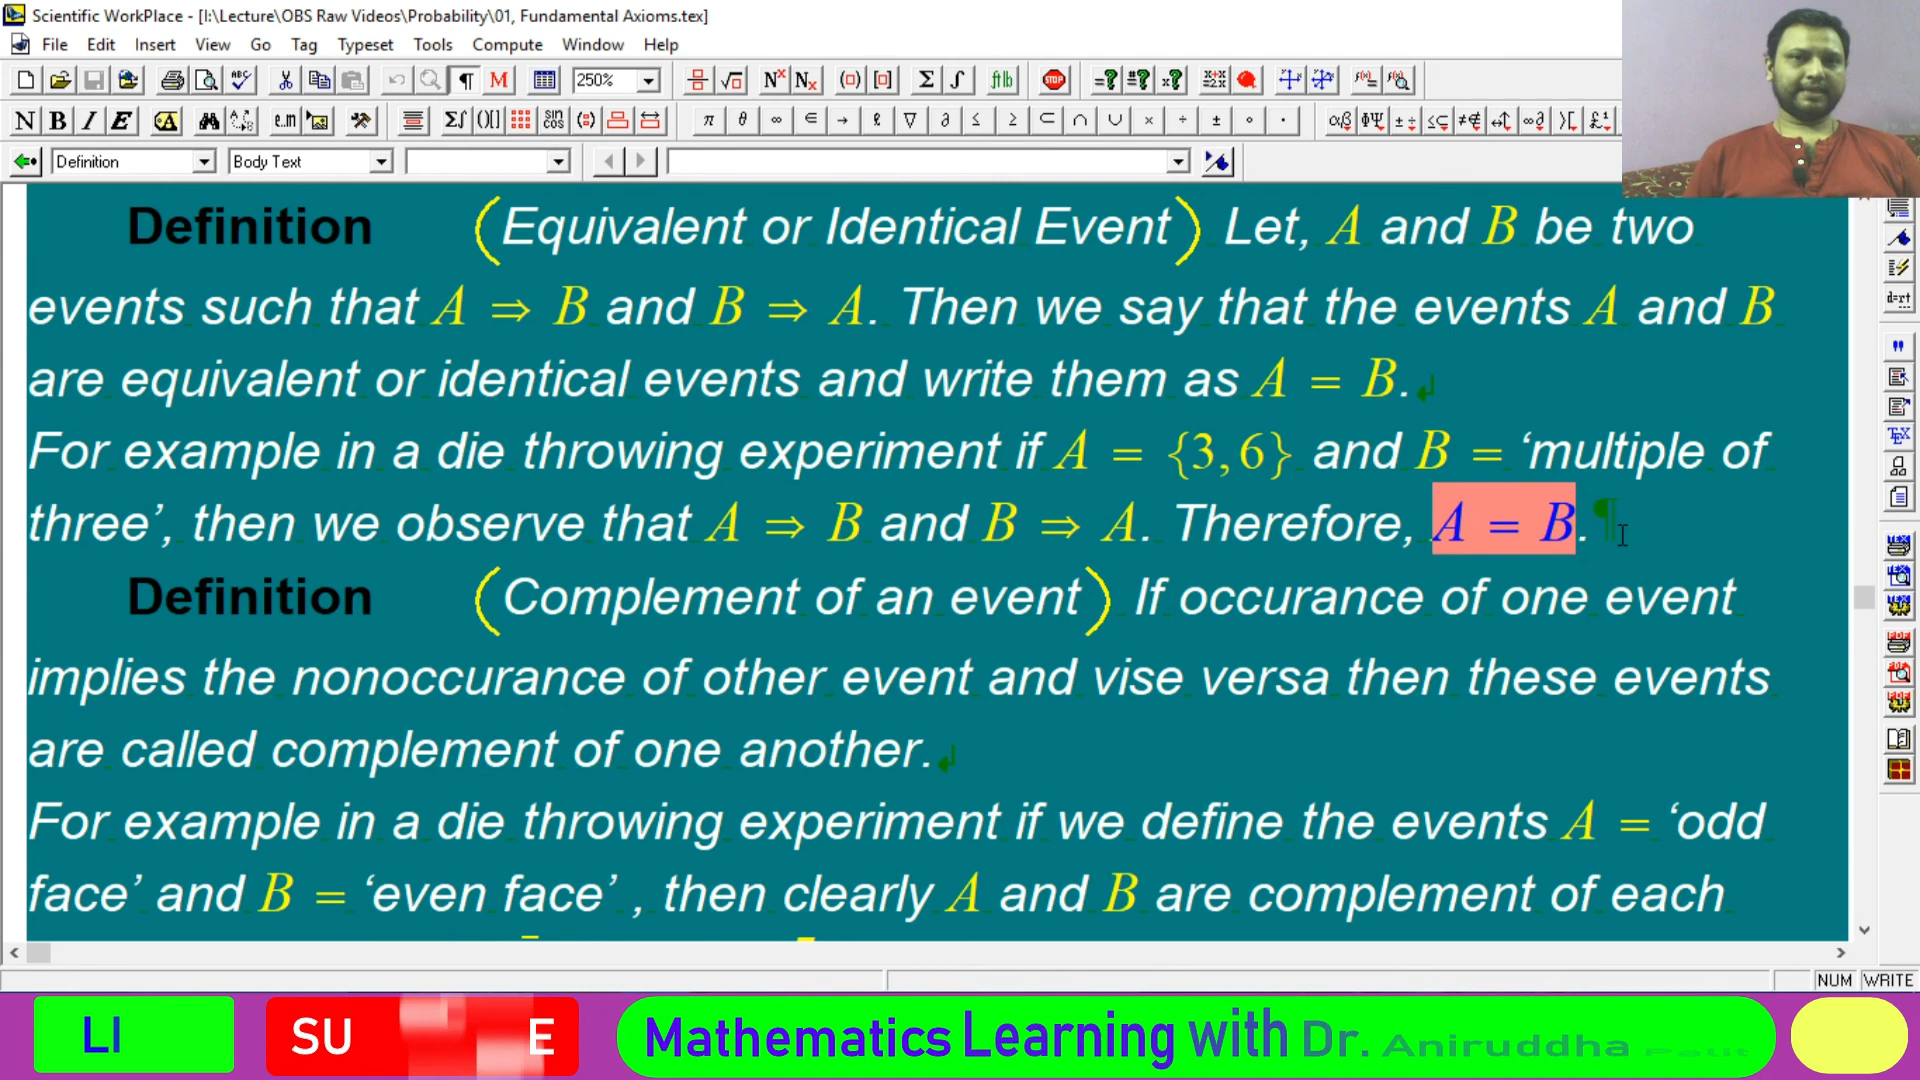 Scientific WorkPlace - [I:\Lecture\OBS Raw Videos\Probability\01, Fundamental Axioms.tex]
File Edit Insert View Go Tag Typeset Tools Compute Window Help
250%
Definition Body Text
Definition (Equivalent or Identical Event) Let, A and B be two
events such that A ⇒ B and B ⇒ A. Then we say that the events A and B
are equivalent or identical events and write them as A = B.
For example in a die throwing experiment if A = {3,6} and B = ‘multiple of
three’, then we observe that A ⇒ B and B ⇒ A. Therefore, A = B.
Definition (Complement of an event) If occurance of one event
implies the nonoccurance of other event and vise versa then these events
are called complement of one another.
For example in a die throwing experiment if we define the events A = ‘odd
face’ and B = ‘even face’ , then clearly A and B are complement of each
NUM WRITE
LI
SU E
Mathematics Learning with Dr. Aniruddha Palit